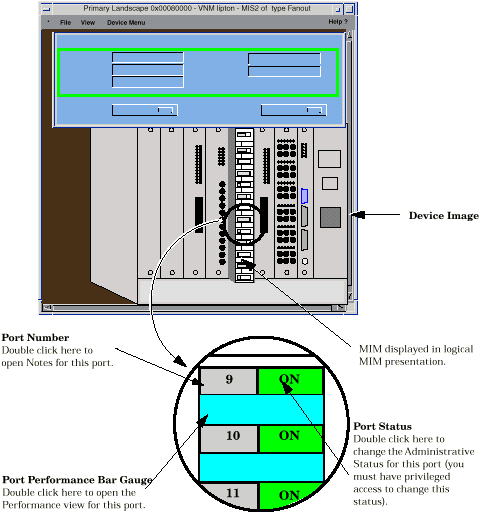 Primary Landscape 0x00080000 - VNM lipton - MIS2 of type Fanout
* File View Device Menu Help ?
Device Image
MIM displayed in logical
MIM presentation.
Port Number
Double click here to
open Notes for this port.
9 ON
10 ON
11 ON
Port Status
Double click here to
change the Administrative
Status for this port (you
must have privileged
access to change this
status).
Port Performance Bar Gauge
Double click here to open the
Performance view for this port.